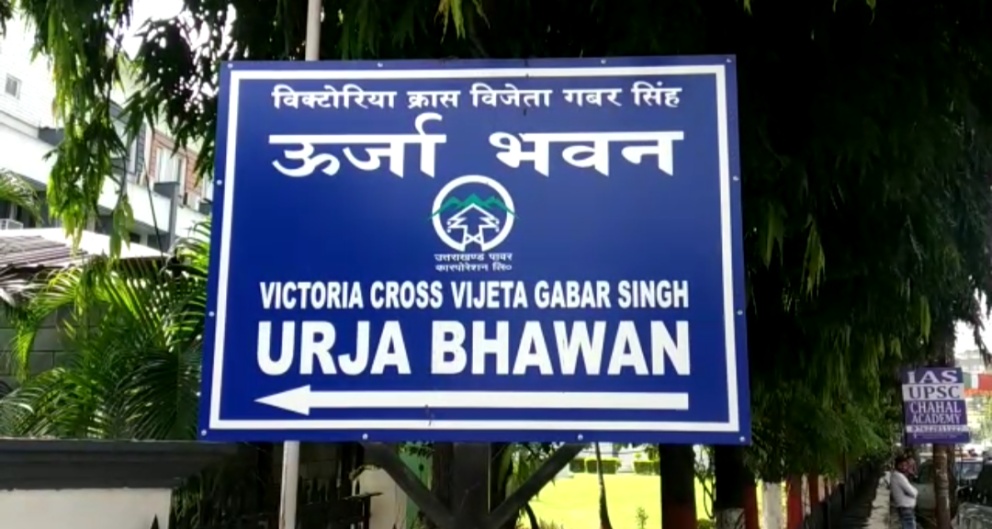 विक्टोरिया क्रास विजेता गबर सिंह
ऊर्जा भवन
उत्तराखण्ड पावर
कारपोरेशन लि०
VICTORIA CROSS VIJETA GABAR SINGH
URJA BHAWAN
IAS
UPSC
CHAHAL
ACADEMY